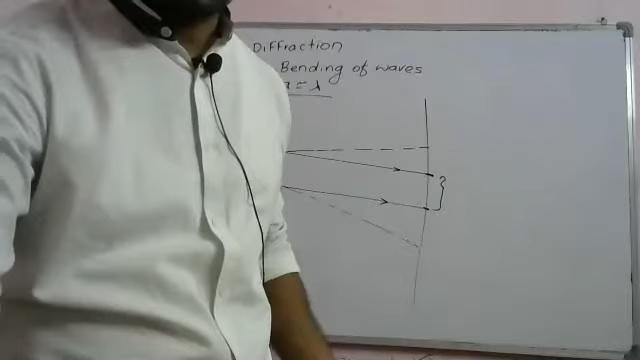 Diffraction
Bending of waves
= λ